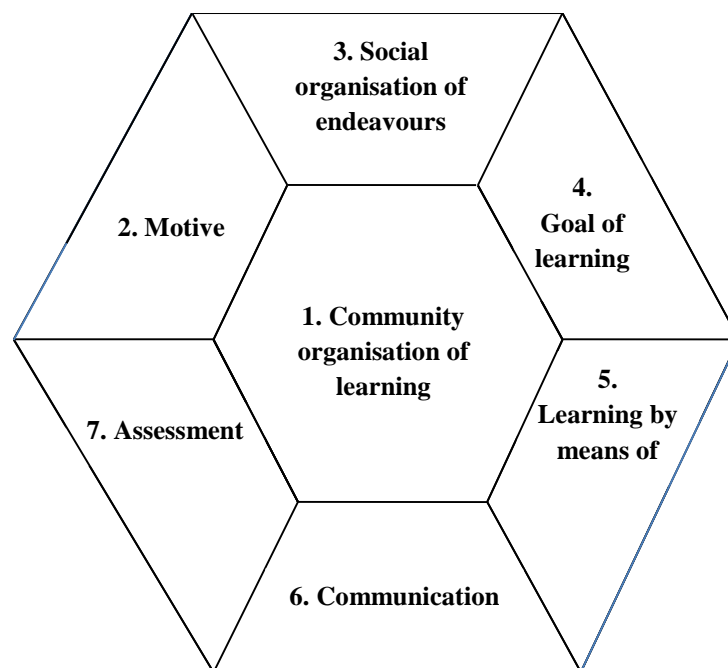 3. Social
organisation of
endeavours
2. Motive
4.
Goal of
learning
1. Community
organisation of
learning
5.
Learning by
means of
7. Assessment
6. Communication